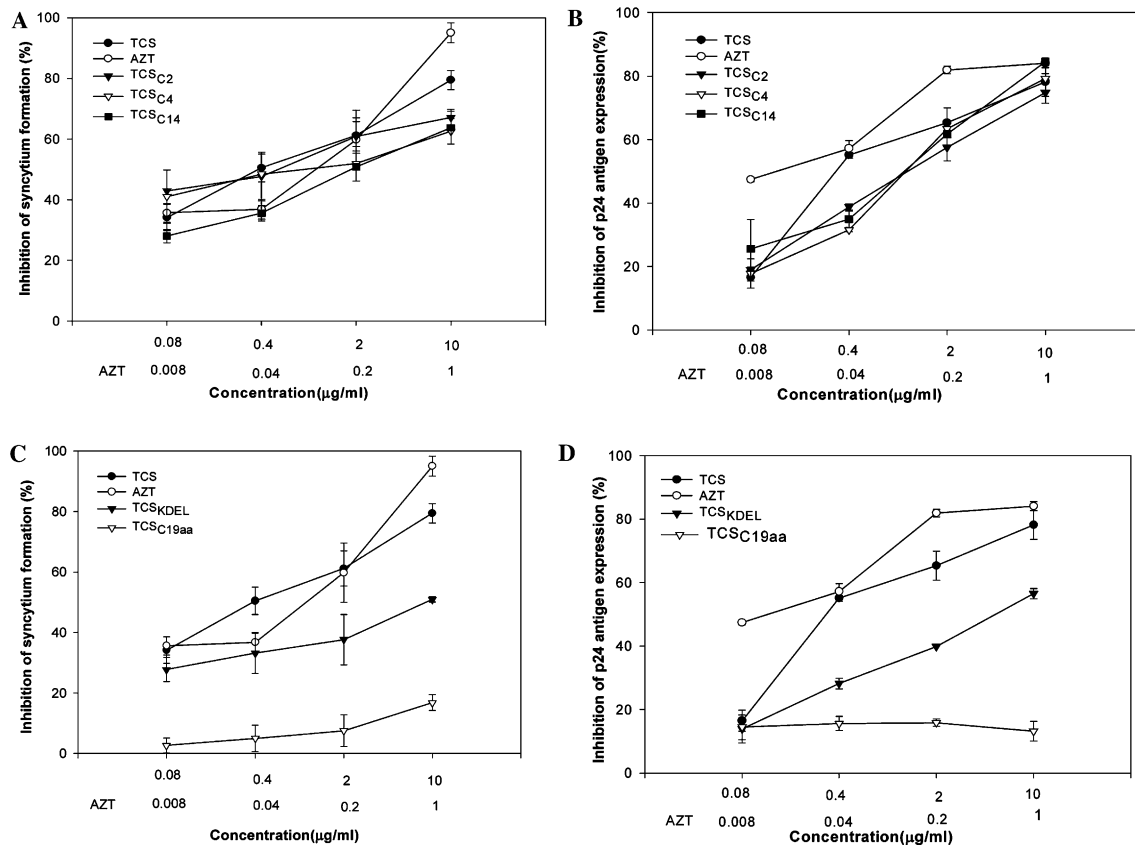 A
Inhibition of syncytium formation (%)
100
80
60
40
20
0
TCS
AZT
TCSC2
TCSC4
TCSC14
0.08 0.4 2 10
AZT 0.008 0.04 0.2 1
Concentration(μg/ml)
B
Inhibition of p24 antigen expression(%)
80
60
40
20
0
TCS
AZT
TCSC2
TCSC4
TCSC14
0.08 0.4 2 10
AZT 0.008 0.04 0.2 1
Concentration(μg/ml)
C
Inhibition of syncytium formation (%)
100
80
60
40
20
0
TCS
AZT
TCSKDEL
TCSC19aa
0.08 0.4 2 10
AZT 0.008 0.04 0.2 1
Concentration(μg/ml)
D
Inhibition of p24 antigen expression (%)
100
80
60
40
20
0
TCS
AZT
TCSKDEL
TCSC19aa
0.08 0.4 2 10
AZT 0.008 0.04 0.2 1
Concentration(μg/ml)